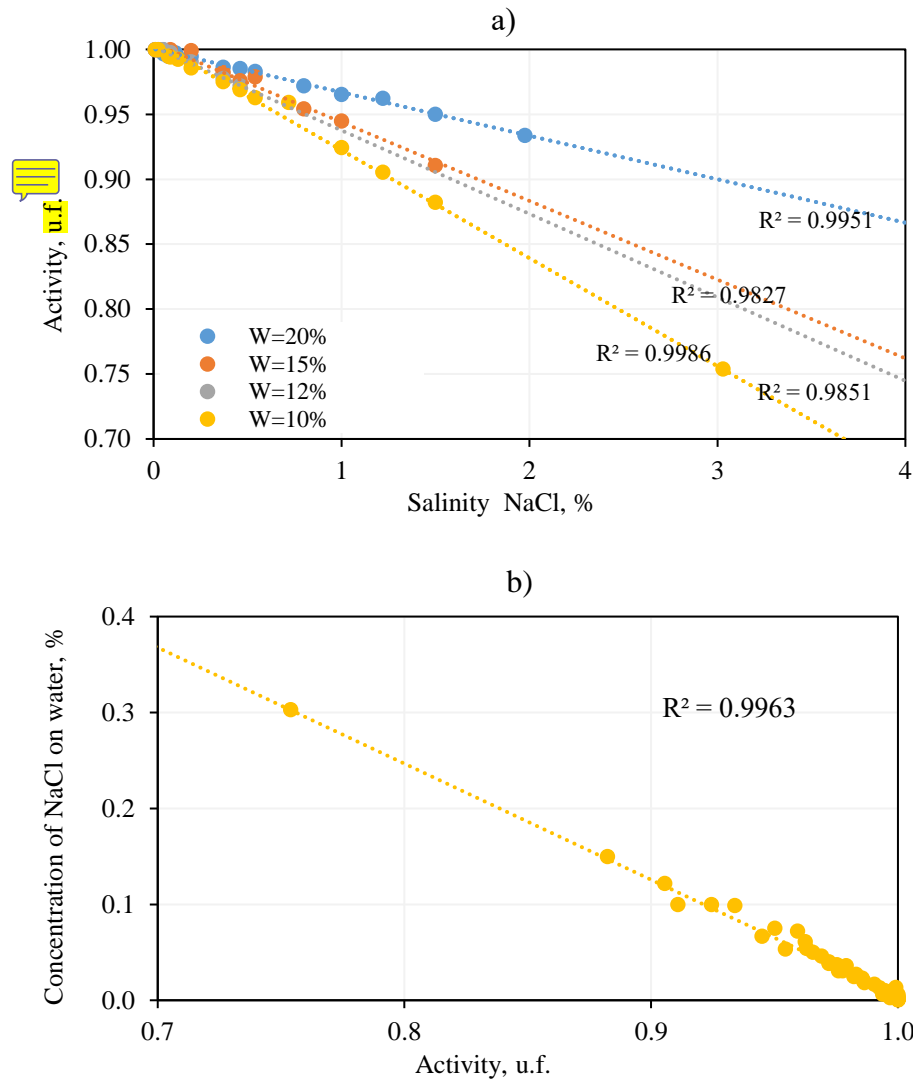 a)
1.00
0.95
0.90
0.85
0.80
0.75
0.70
Activity, u.f.
R² = 0.9951
R² = 0.9827
R² = 0.9986
R² = 0.9851
W=20%
W=15%
W=12%
W=10%
0 1 2 3 4
Salinity NaCl, %
b)
0.4
0.3
0.2
0.1
0.0
Concentration of NaCl on water, %
R² = 0.9963
0.7 0.8 0.9 1.0
Activity, u.f.